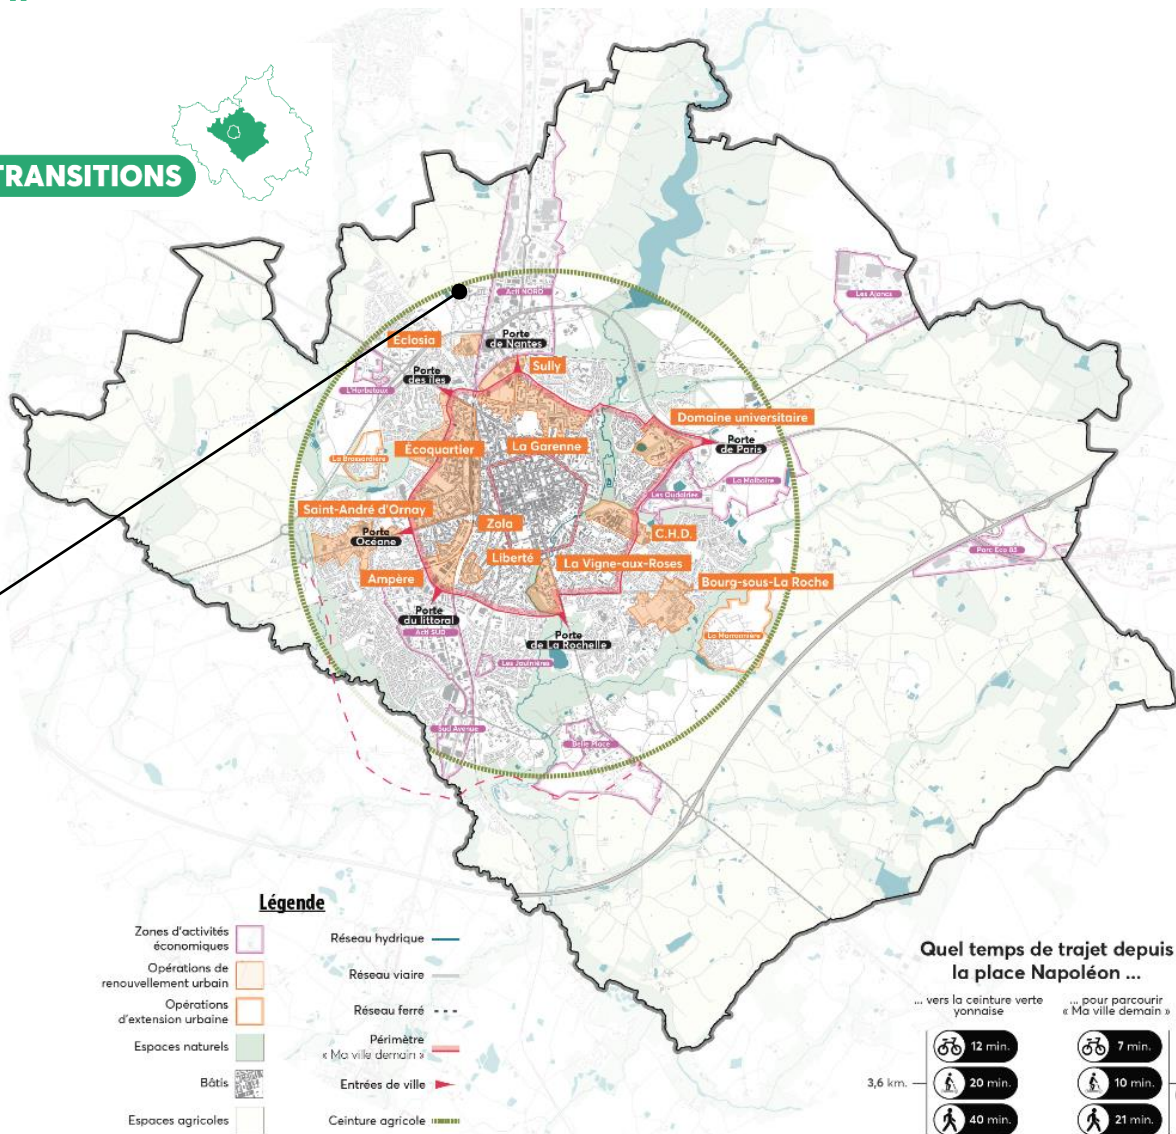 TRANSITIONS
Les Ajoncs
Acti NORD
Porte
de Nantes
Eclosia
Sully
Porte
des îles
L'Horbetoux
Domaine universitaire
Porte
de Paris
Écoquartier
La Garenne
La Brossardière
La Malboire
Les Oudairies
Saint-André d'Ornay
Zola
Porte
Océane
C.H.D.
Parc Eco 85
Liberté
La Vigne-aux-Roses
Ampère
Bourg-sous-La Roche
Porte
du littoral
Acti SUD
Porte
de La Rochelle
Les Jaulnières
Sud Avenue
Belle Place
Légende
Zones d'activités
économiques
Opérations de
renouvellement urbain
Opérations
d'extension urbaine
Espaces naturels
Bâtis
Espaces agricoles
Réseau hydrique
Réseau viaire
Réseau ferré
Périmètre
« Ma ville demain »
Entrées de ville
Ceinture agricole
Quel temps de trajet depuis
la place Napoléon ...
... vers la ceinture verte
yonnaise
3,6 km.
12 min.
20 min.
40 min.
... pour parcourir
« Ma ville demain »
7 min.
10 min.
21 min.